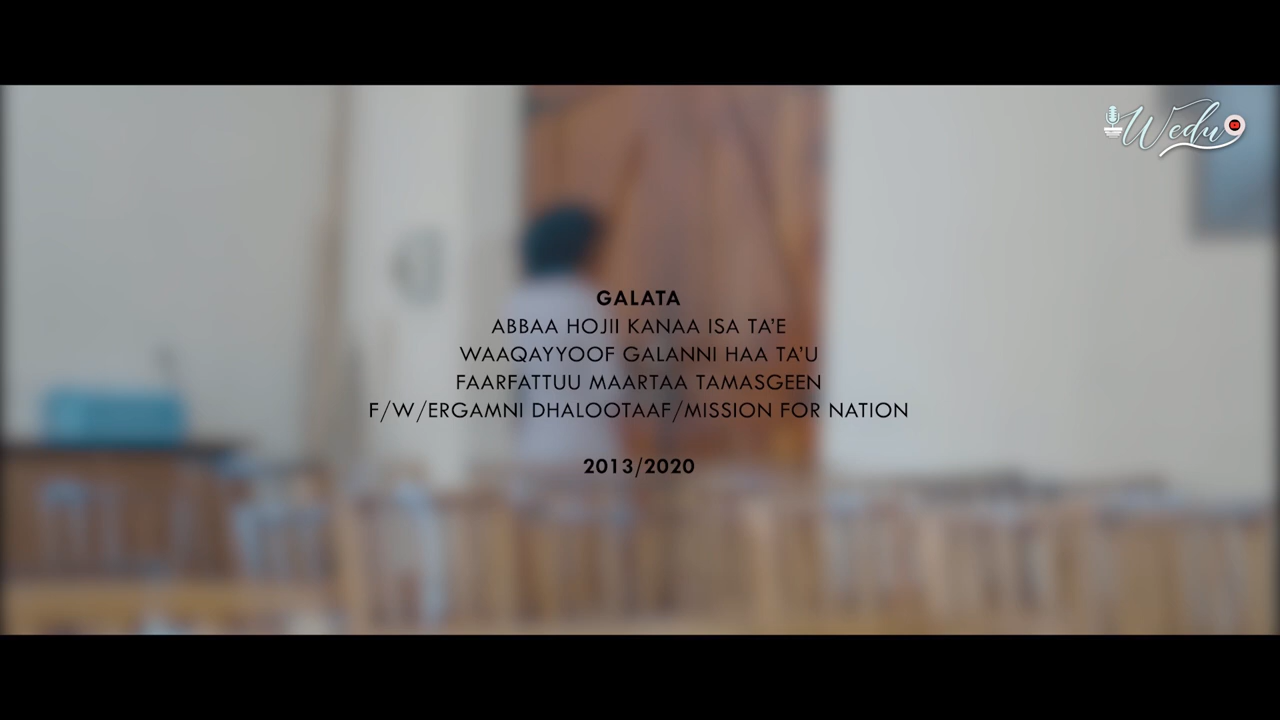 Wedu
GALATA
ABBAA HOJII KANAA ISA TA'E
WAAQAYYOOF GALANNI HAA TA'U
FAARFATTUU MAARTAA TAMASGEEN
F/W/ERGAMNI DHALOOTAAF/MISSION FOR NATION
2013/2020